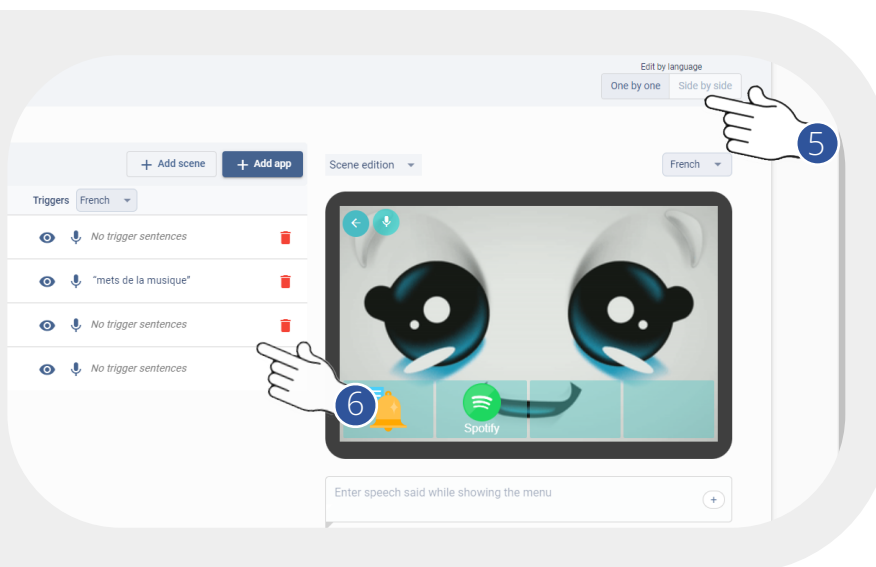 Edit by language
One by one Side by side
5
+ Add scene + Add app
Scene edition
French
Triggers French
No trigger sentences
“mets de la musique”
No trigger sentences
No trigger sentences
6
Spotify
Enter speech said while showing the menu
+